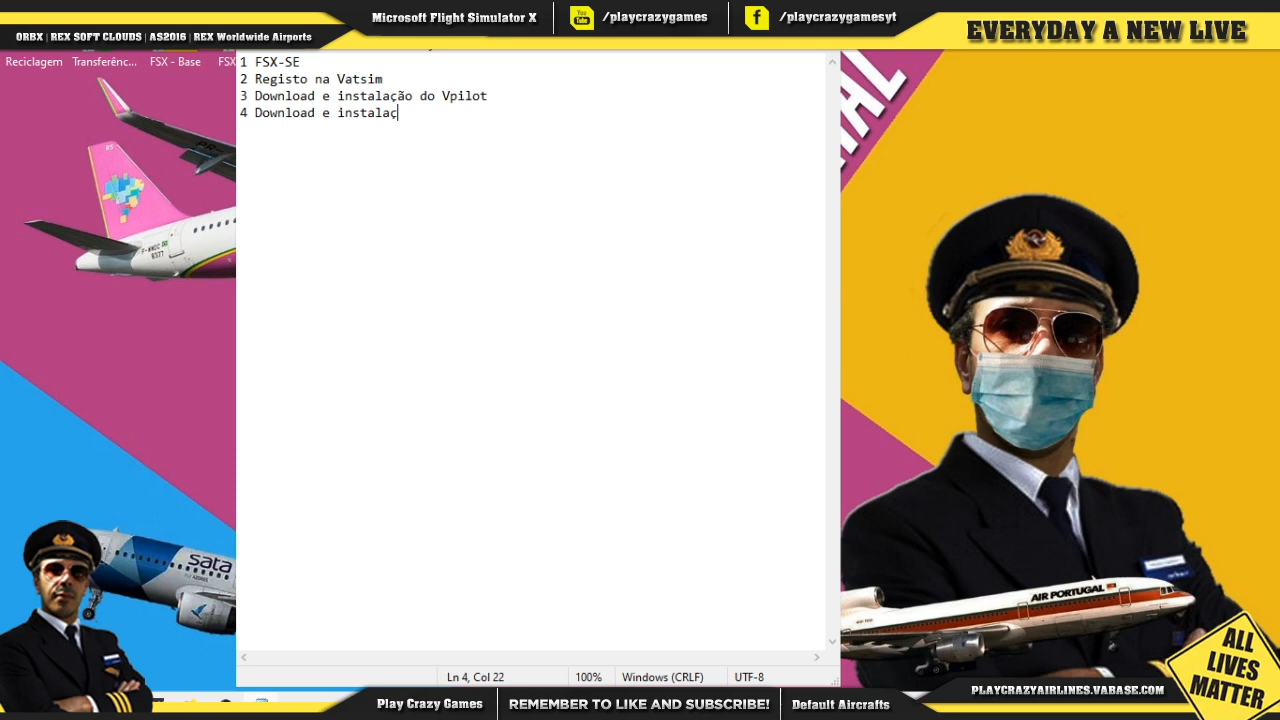 Microsoft Flight Simulator X
You Tube
/playcrazygames
f
/playcrazygamesyt
EVERYDAY A NEW LIVE
ORBX | REX SOFT CLOUDS | AS2016 | REX Worldwide Airports
Reciclagem
Transferênc...
FSX - Base
FSX
1 FSX-SE
2 Registo na Vatsim
3 Download e instalação do Vpilot
4 Download e instalaç
sata
AIR PORTUGAL
ALL
LIVES
MATTER
Ln 4, Col 22
100%
Windows (CRLF)
UTF-8
PLAYCRAZYAIRLINES.VABASE.COM
Play Crazy Games
REMEMBER TO LIKE AND SUBSCRIBE!
Default Aircrafts